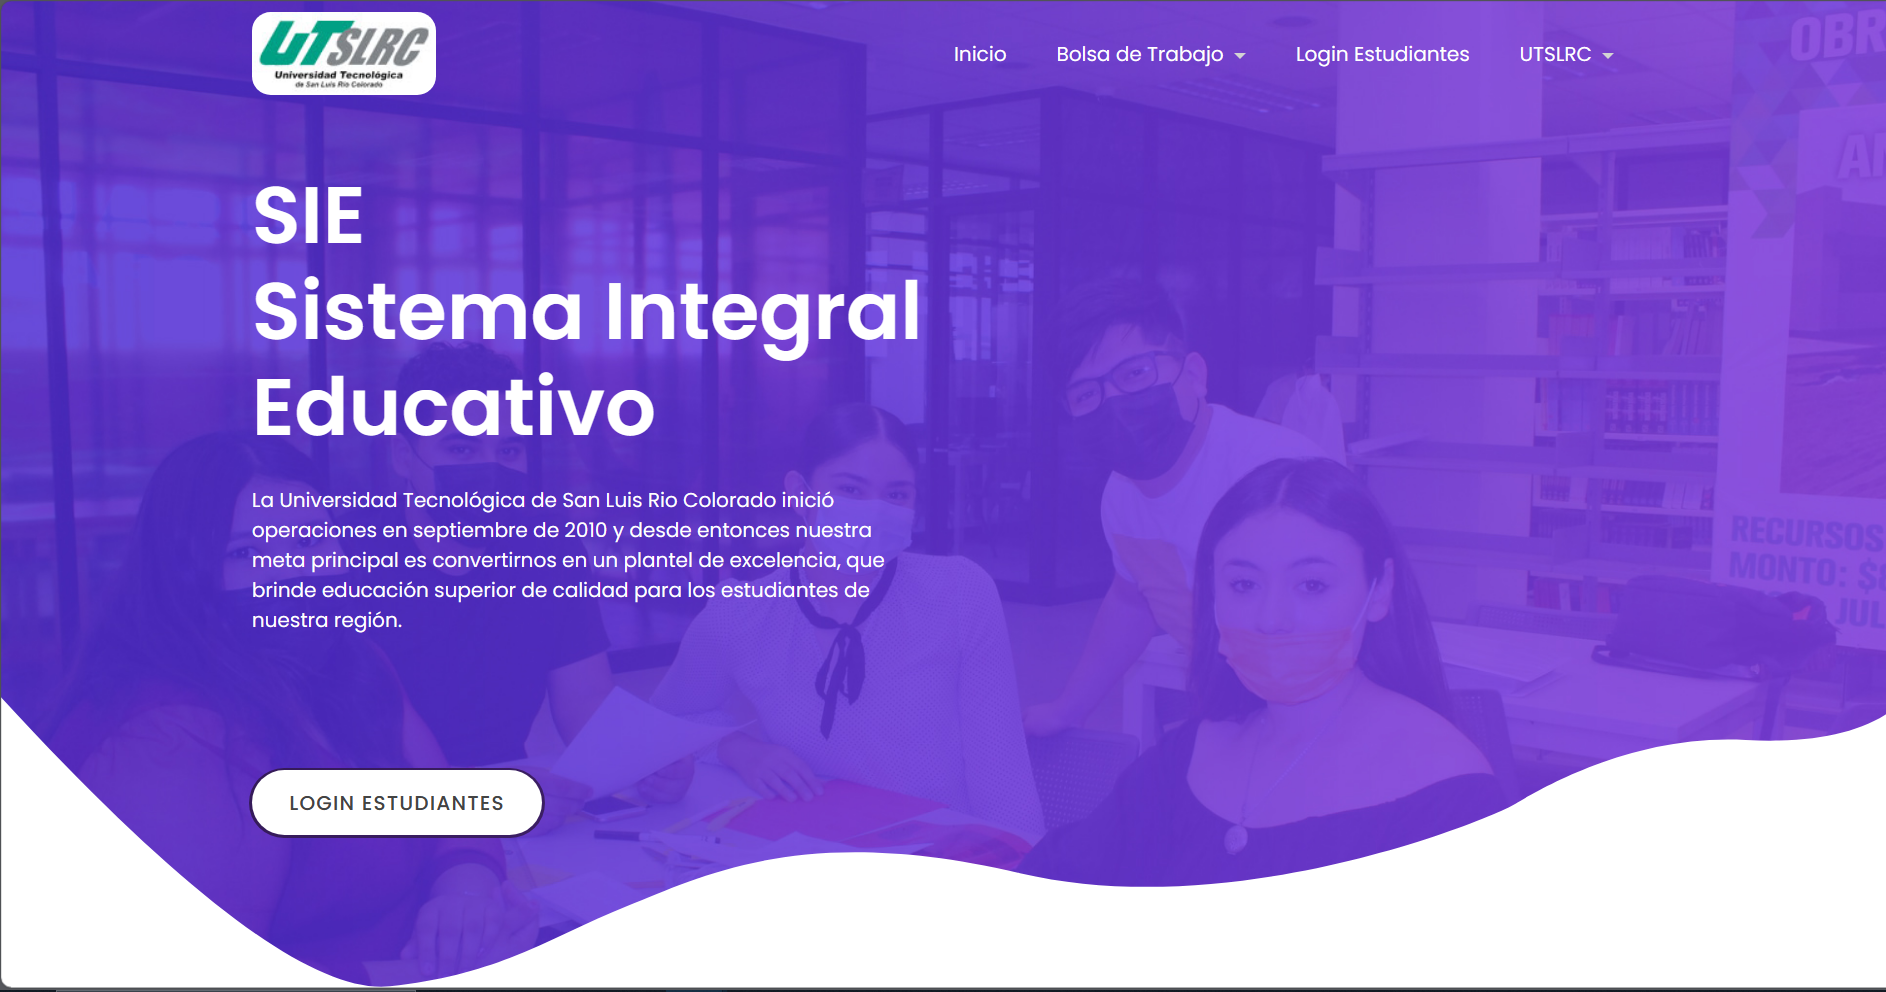 UTSLRC
Universidad Tecnológica
de San Luis Rio Colorado
Inicio
Bolsa de Trabajo
Login Estudiantes
UTSLRC
SIE
Sistema Integral
Educativo
La Universidad Tecnológica de San Luis Rio Colorado inició
operaciones en septiembre de 2010 y desde entonces nuestra
meta principal es convertirnos en un plantel de excelencia, que
brinde educación superior de calidad para los estudiantes de
nuestra región.
LOGIN ESTUDIANTES
OBR
AM
RECURSOS
MONTO: $
JUL